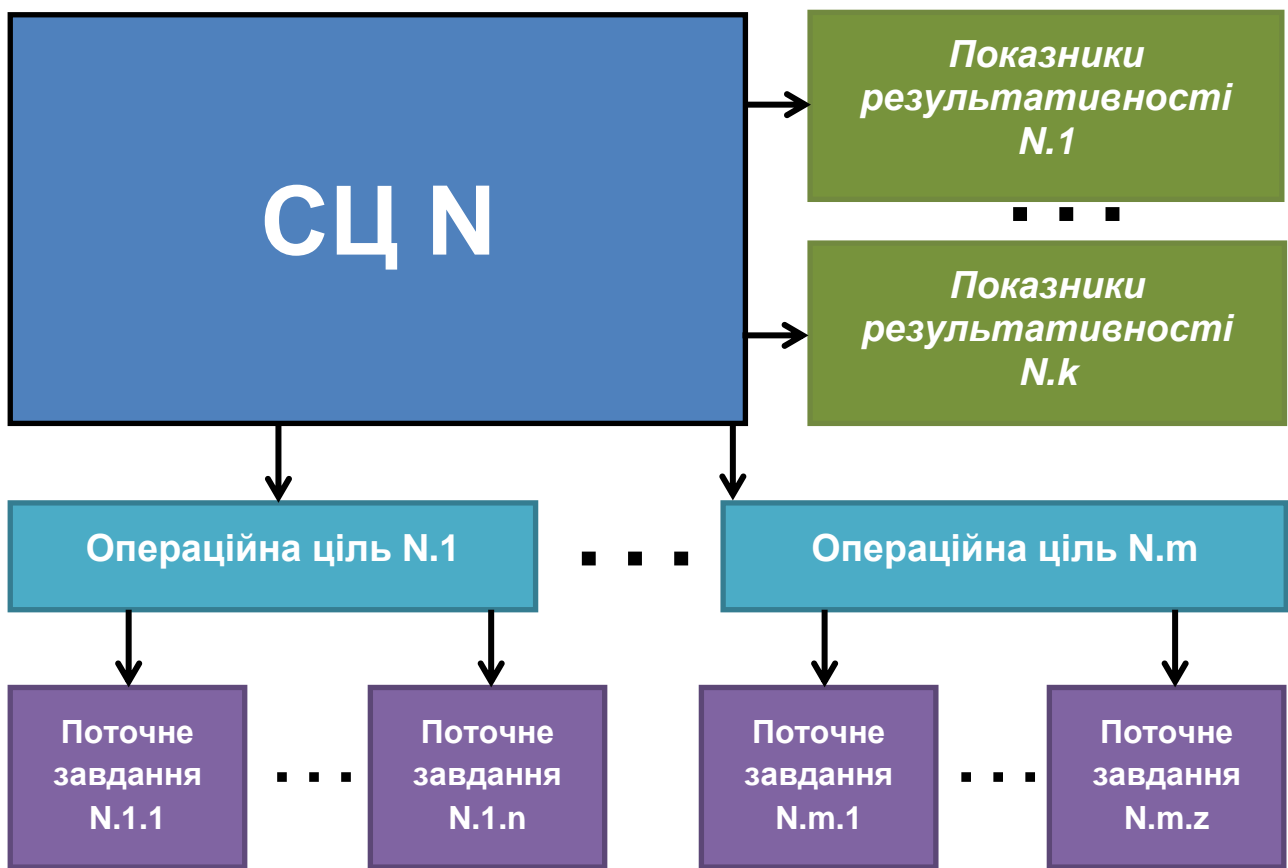 СЦ N
Показники
результативності
N.1
. . .
Показники
результативності
N.k
Операційна ціль N.1
. . .
Операційна ціль N.m
Поточне
завдання
N.1.1
. . .
Поточне
завдання
N.1.n
Поточне
завдання
N.m.1
. . .
Поточне
завдання
N.m.z